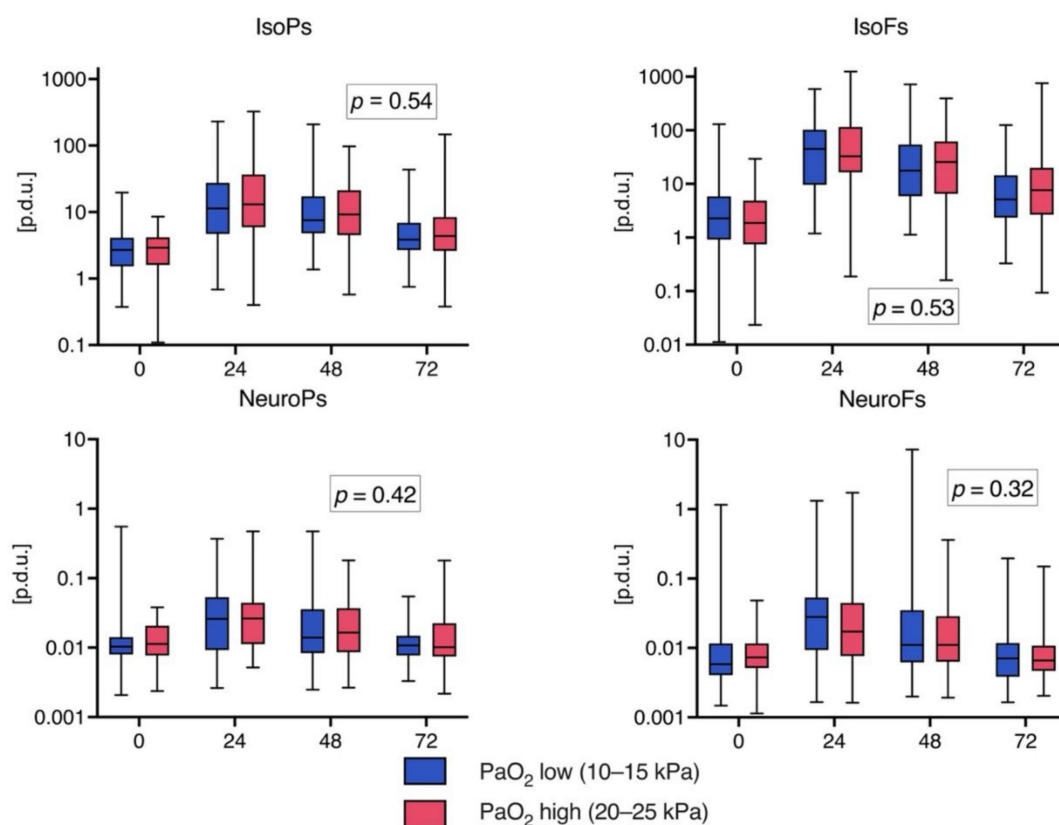 IsoPs
[p.d.u.]
1000
100
10
1
0.1
p = 0.54
0 24 48 72
IsoFs
[p.d.u.]
1000
100
10
1
0.1
0.01
p = 0.53
0 24 48 72
NeuroPs
[p.d.u.]
10
1
0.1
0.01
0.001
p = 0.42
0 24 48 72
NeuroFs
[p.d.u.]
10
1
0.1
0.01
0.001
p = 0.32
0 24 48 72
PaO₂ low (10–15 kPa)
PaO₂ high (20–25 kPa)